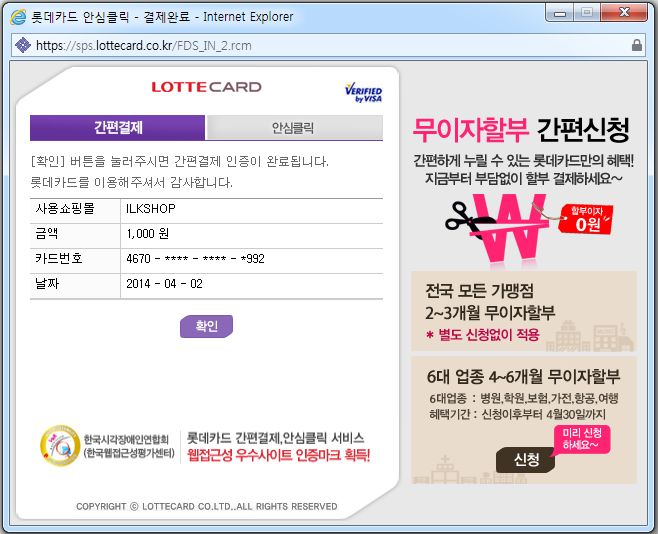 롯데카드 안심클릭 - 결제완료 - Internet Explorer
https://sps.lottecard.co.kr/FDS_IN_2.rcm
LOTTECARD
VERIFIED
by VISA
간편결제
안심클릭
[확인] 버튼을 눌러주시면 간편결제 인증이 완료됩니다.
롯데카드를 이용해주셔서 감사합니다.
사용쇼핑몰 ILKSHOP
금액 1,000 원
카드번호 4670 - **** - **** - *992
날짜 2014 - 04 - 02
확인
한국시각장애인연합회
(한국웹접근성평가센터)
롯데카드 간편결제,안심클릭 서비스
웹접근성 우수사이트 인증마크 획득!
COPYRIGHT ⓒ LOTTECARD CO.LTD.,ALL RIGHTS RESERVED
무이자할부 간편신청
간편하게 누릴 수 있는 롯데카드만의 혜택!
지금부터 부담없이 할부 결제하세요~
할부이자
0원
전국 모든 가맹점
2~3개월 무이자할부
* 별도 신청없이 적용
6대 업종 4~6개월 무이자할부
6대업종 : 병원,학원,보험,가전,항공,여행
혜택기간 : 신청이후부터 4월30일까지
미리 신청
하세요~
신청